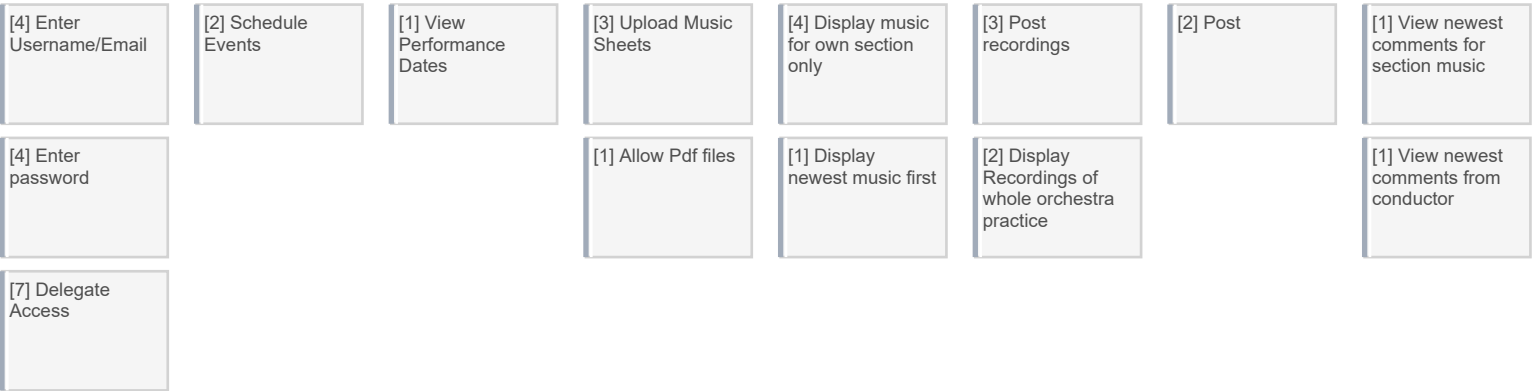 [4] Enter
Username/Email
[2] Schedule
Events
[1] View
Performance
Dates
[3] Upload Music
Sheets
[4] Display music
for own section
only
[3] Post
recordings
[2] Post
[1] View newest
comments for
section music
[4] Enter
password
[1] Allow Pdf files
[1] Display
newest music first
[2] Display
Recordings of
whole orchestra
practice
[1] View newest
comments from
conductor
[7] Delegate
Access